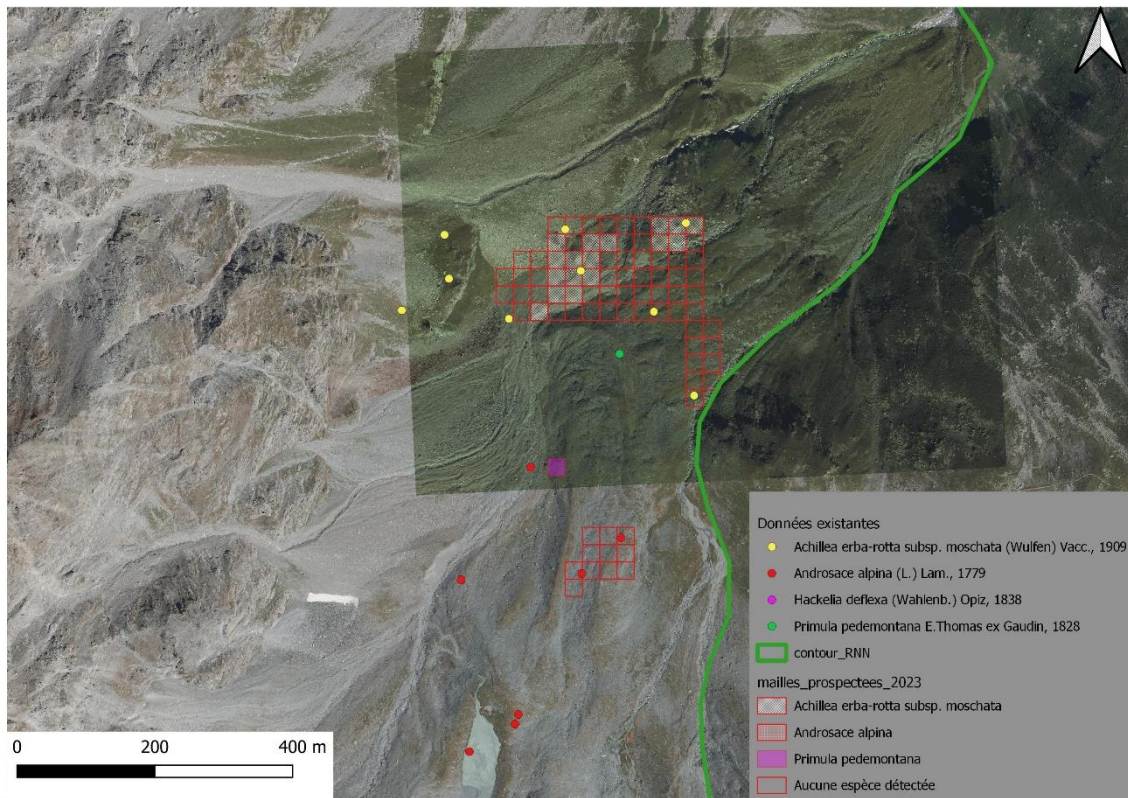 Données existantes
Achillea erba-rotta subsp. moschata (Wulfen) Vacc., 1909
Androsace alpina (L.) Lam., 1779
Hackelia deflexa (Wahlenb.) Opiz, 1838
Primula pedemontana E.Thomas ex Gaudin, 1828
contour_RNN
mailles_prospectees_2023
Achillea erba-rotta subsp. moschata
Androsace alpina
Primula pedemontana
Aucune espèce détectée
0 200 400 m